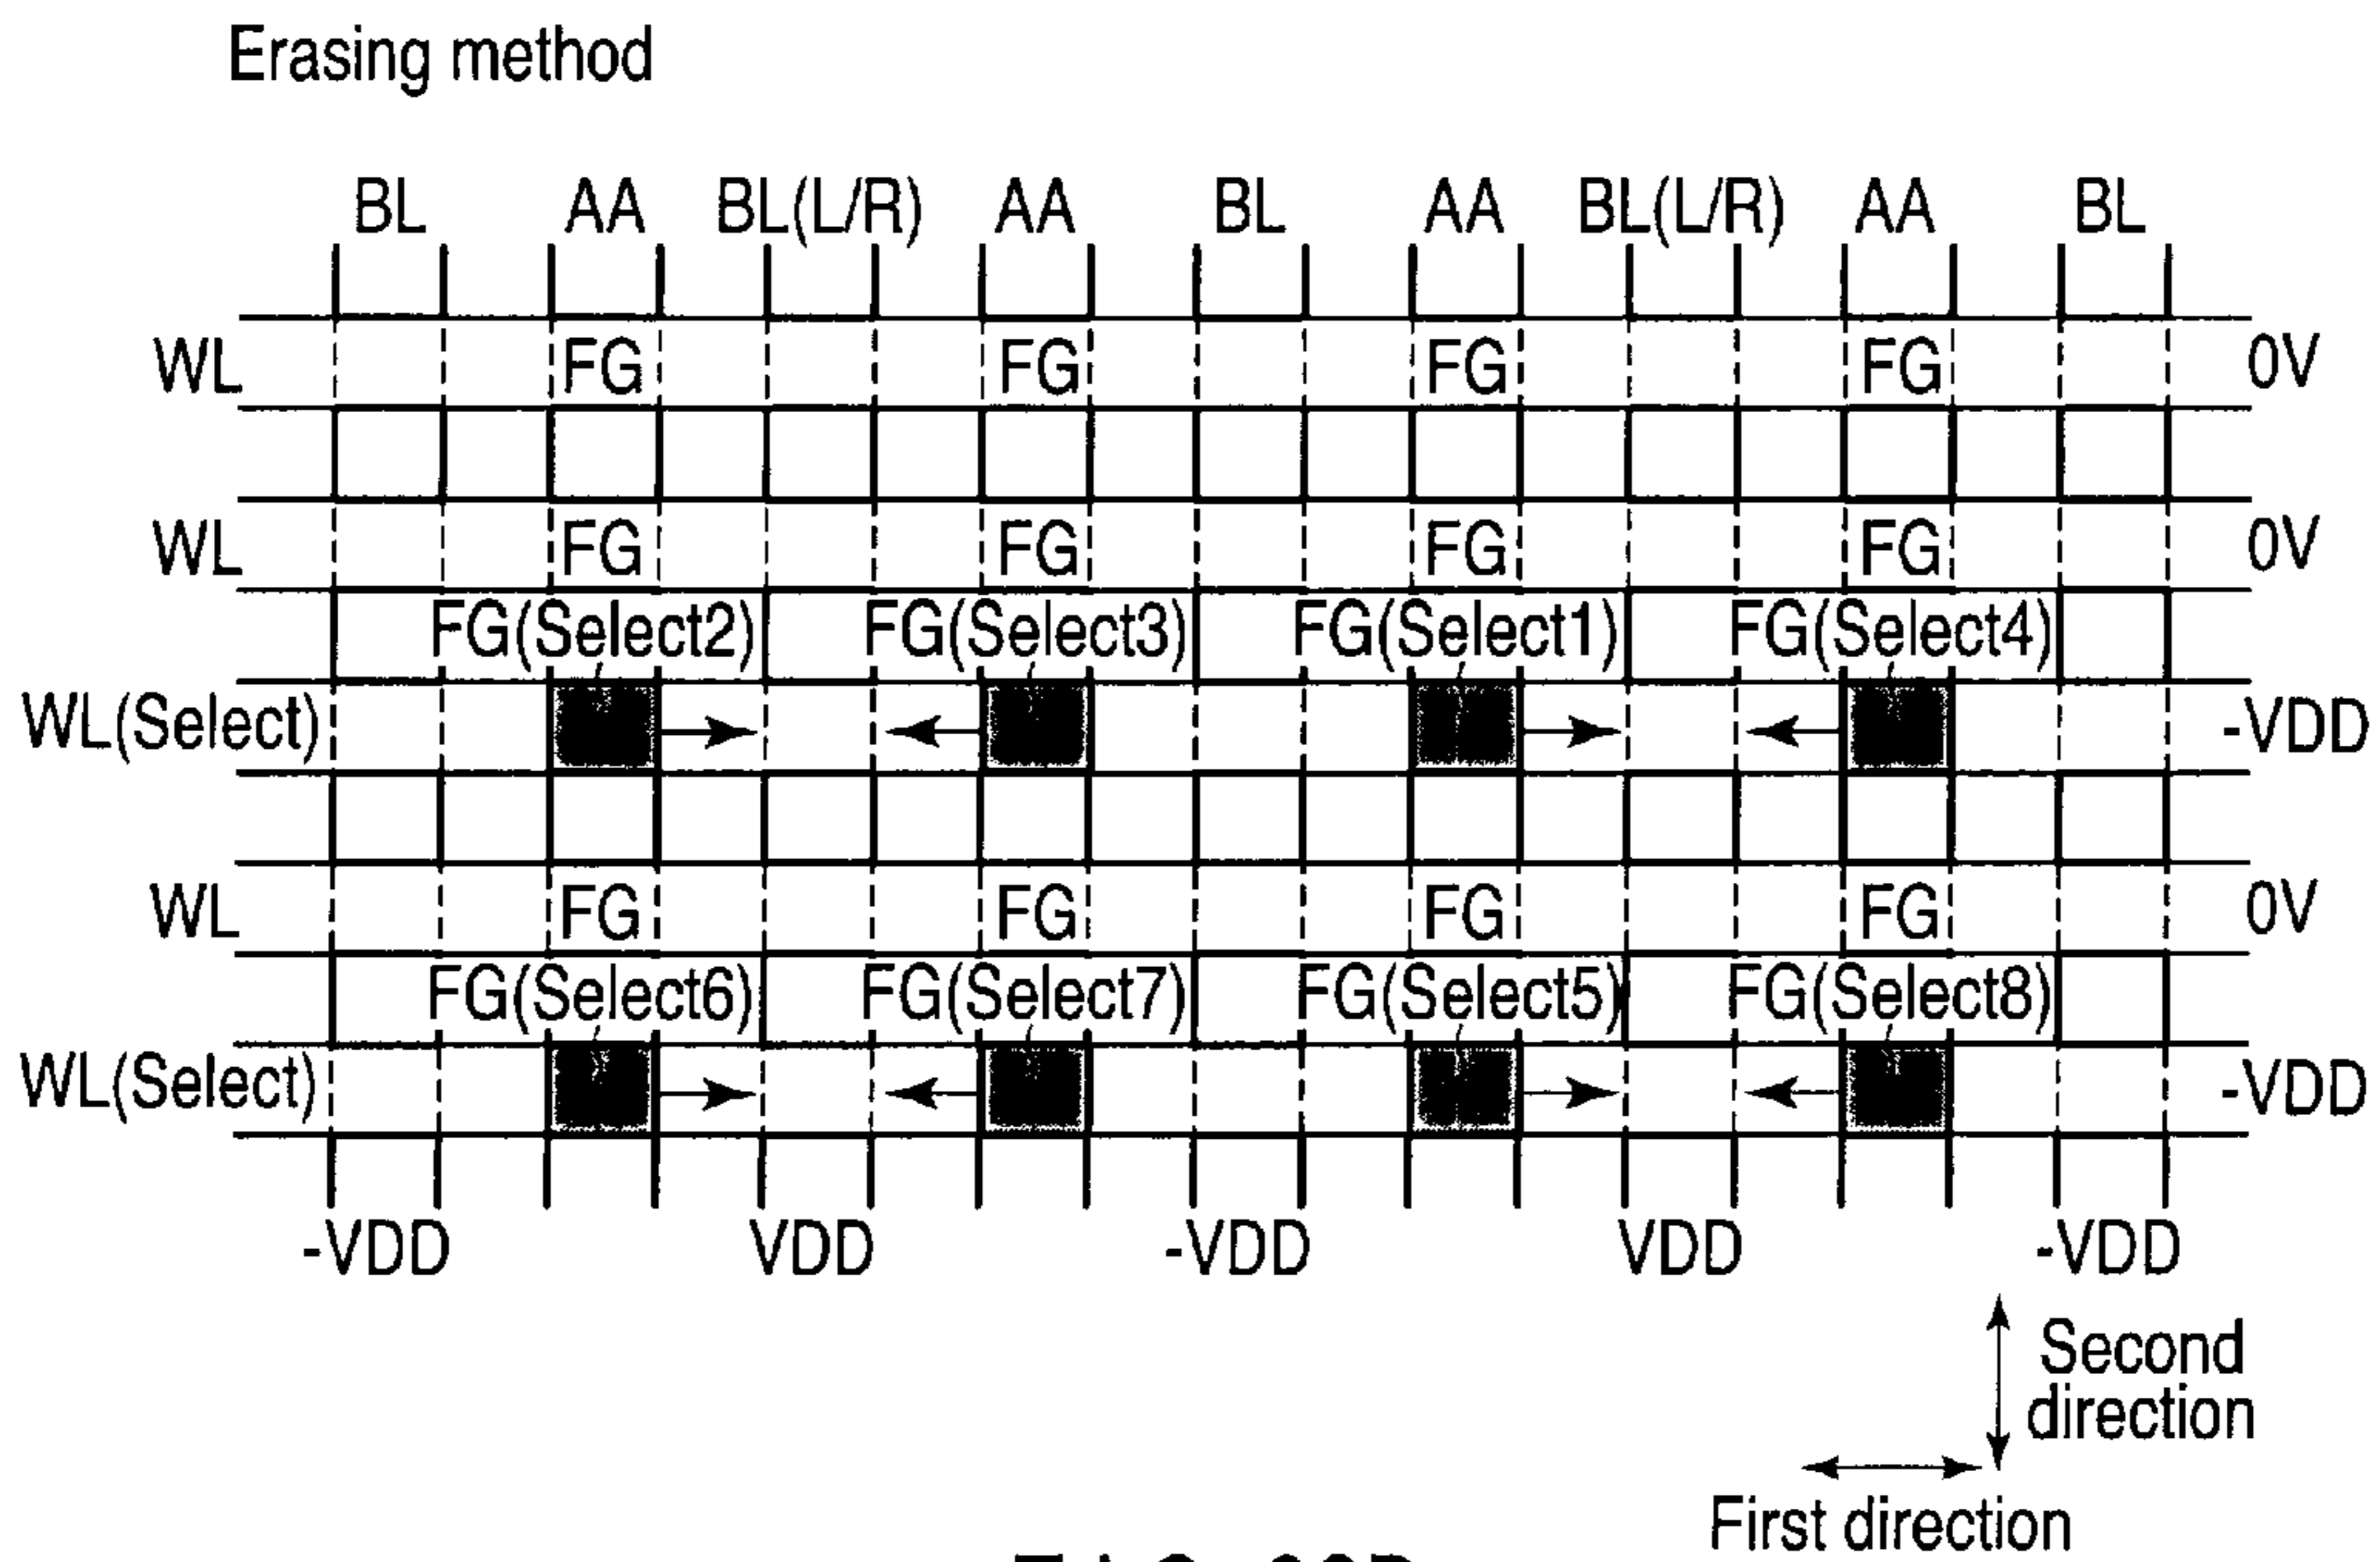 Erasing method
BL AA BL(L/R) AA BL AA BL(L/R) AA BL
WL FG FG FG FG 0V
WL FG FG FG FG 0V
FG(Select2) FG(Select3) FG(Select1) FG(Select4)
WL(Select) -VDD
WL FG FG FG FG 0V
FG(Select6) FG(Select7) FG(Select5) FG(Select8)
WL(Select) -VDD
-VDD VDD -VDD VDD -VDD
Second
direction
First direction